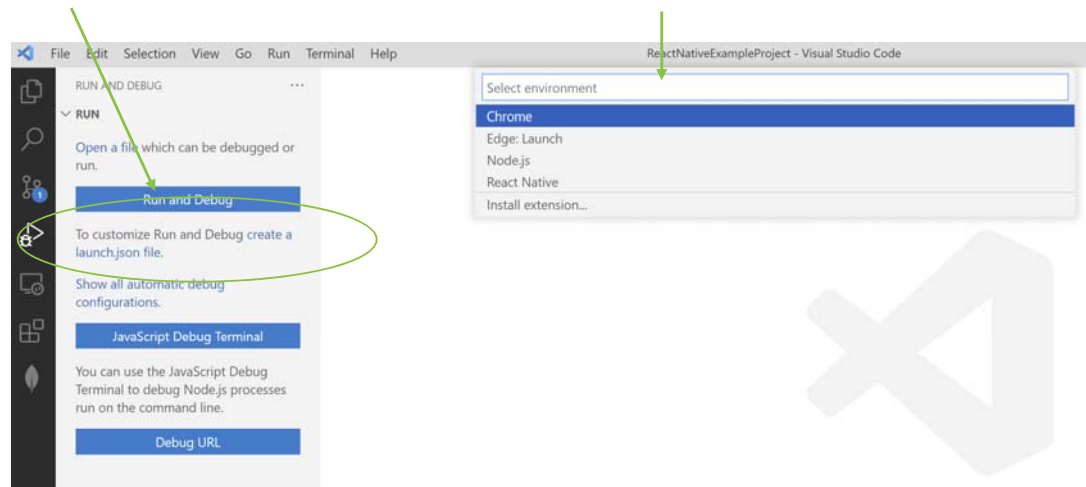 File Edit Selection View Go Run Terminal Help
ReactNativeExampleProject - Visual Studio Code
RUN AND DEBUG
RUN
Open a file which can be debugged or
run.
Run and Debug
To customize Run and Debug create a
launch.json file.
Show all automatic debug
configurations.
JavaScript Debug Terminal
You can use the JavaScript Debug
Terminal to debug Node.js processes
run on the command line.
Debug URL
1
Select environment
Chrome
Edge: Launch
Node.js
React Native
Install extension...